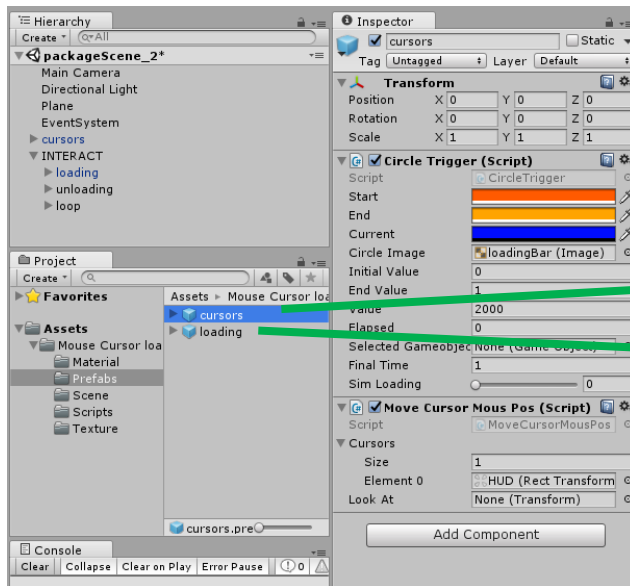 Hierarchy
Create
All
packageScene_2*
Main Camera
Directional Light
Plane
EventSystem
cursors
INTERACT
loading
unloading
loop
Project
Create
Favorites
Assets
Mouse Cursor loa
Material
Prefabs
Scene
Scripts
Texture
Assets Mouse Cursor loa
cursors
loading
cursors.pre
Console
Clear Collapse Clear on Play Error Pause 0
Inspector
cursors Static
Tag Untagged Layer Default
Transform
Position X 0 Y 0 Z 0
Rotation X 0 Y 0 Z 0
Scale X 1 Y 1 Z 1
Circle Trigger (Script)
Script CircleTrigger
Start
End
Current
Circle Image loadingBar (Image)
Initial Value 0
End Value 1
Value 2000
Elapsed 0
Selected Gameobjec None (Game Object)
Final Time 1
Sim Loading 0
Move Cursor Mous Pos (Script)
Script MoveCursorMousPos
Cursors
Size 1
Element 0 HUD (Rect Transform
Look At None (Transform)
Add Component